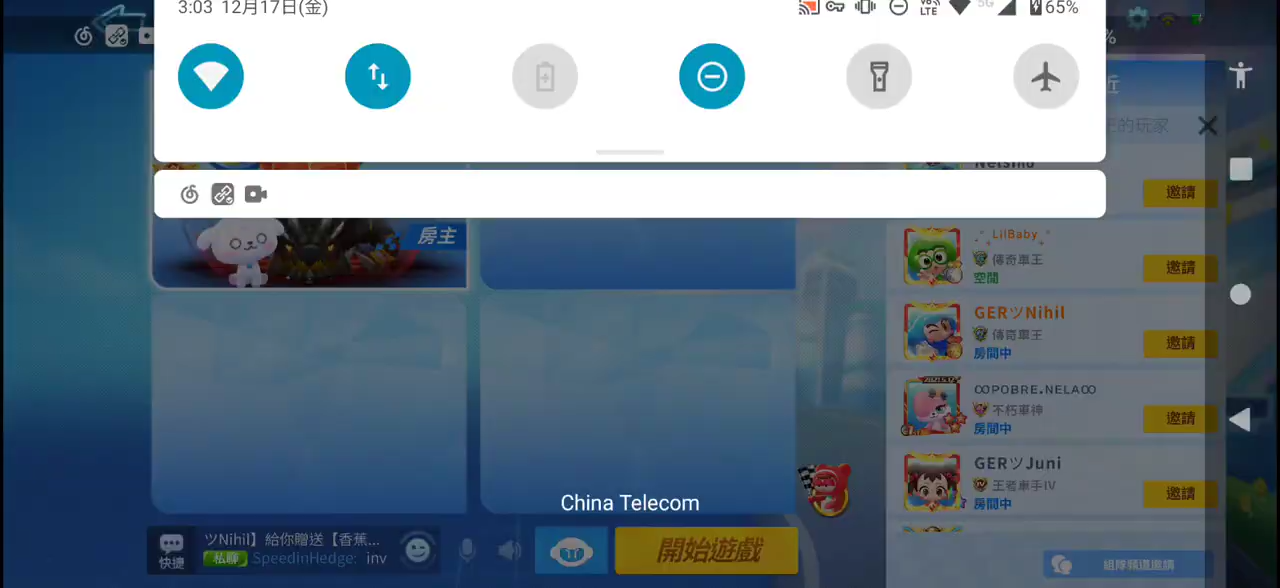 3:03 12月17日(金)
VoLTE
5G
65%
%
近
王的玩家
邀請
房主
LilBaby
傳奇車王
空閒
邀請
GERツNihil
傳奇車王
房間中
邀請
ꝏPOBRE.NELAꝏ
不朽車神
房間中
邀請
GERツJuni
王者車手IV
房間中
邀請
China Telecom
快捷
ツNihil】給你贈送【香蕉...
私聊 SpeedinHedge: inv
開始遊戲
組隊頻道邀請